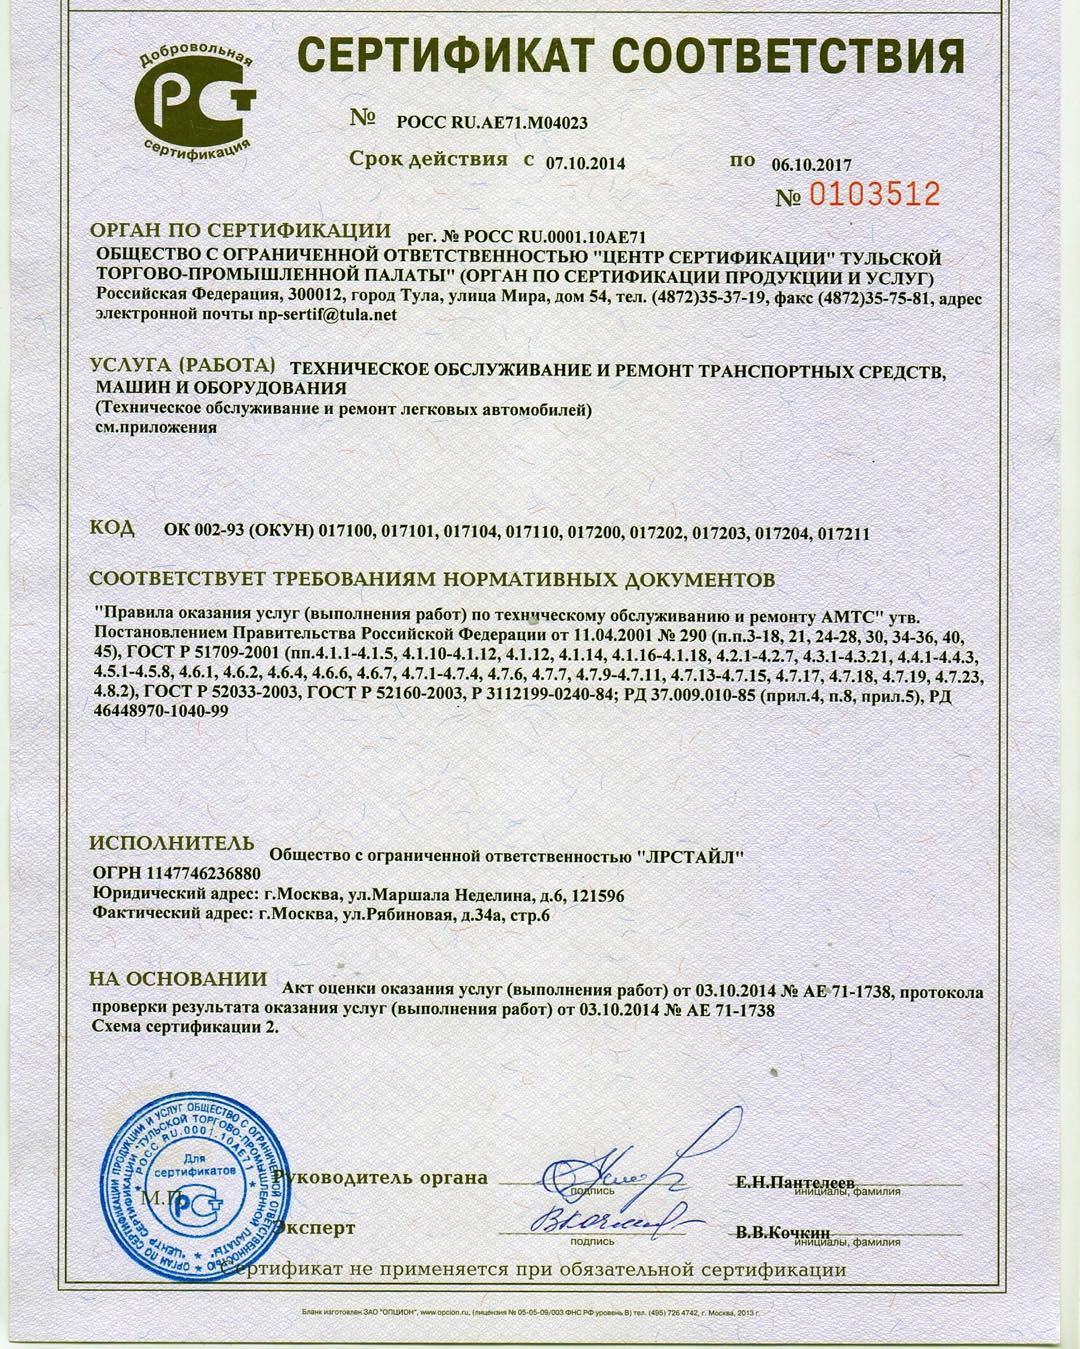 Добровольная
сертификация
СЕРТИФИКАТ СООТВЕТСТВИЯ
№ РОСС RU.АЕ71.М04023
Срок действия с 07.10.2014 по 06.10.2017
№ 0103512
ОРГАН ПО СЕРТИФИКАЦИИ рег. № РОСС RU.0001.10АЕ71
ОБЩЕСТВО С ОГРАНИЧЕННОЙ ОТВЕТСТВЕННОСТЬЮ "ЦЕНТР СЕРТИФИКАЦИИ" ТУЛЬСКОЙ
ТОРГОВО-ПРОМЫШЛЕННОЙ ПАЛАТЫ" (ОРГАН ПО СЕРТИФИКАЦИИ ПРОДУКЦИИ И УСЛУГ)
Российская Федерация, 300012, город Тула, улица Мира, дом 54, тел. (4872)35-37-19, факс (4872)35-75-81, адрес
электронной почты np-sertif@tula.net
УСЛУГА (РАБОТА) ТЕХНИЧЕСКОЕ ОБСЛУЖИВАНИЕ И РЕМОНТ ТРАНСПОРТНЫХ СРЕДСТВ,
МАШИН И ОБОРУДОВАНИЯ
(Техническое обслуживание и ремонт легковых автомобилей)
см.приложения
КОД ОК 002-93 (ОКУН) 017100, 017101, 017104, 017110, 017200, 017202, 017203, 017204, 017211
СООТВЕТСТВУЕТ ТРЕБОВАНИЯМ НОРМАТИВНЫХ ДОКУМЕНТОВ
"Правила оказания услуг (выполнения работ) по техническому обслуживанию и ремонту АМТС" утв.
Постановлением Правительства Российской Федерации от 11.04.2001 № 290 (п.п.3-18, 21, 24-28, 30, 34-36, 40,
45), ГОСТ Р 51709-2001 (пп.4.1.1-4.1.5, 4.1.10-4.1.12, 4.1.12, 4.1.14, 4.1.16-4.1.18, 4.2.1-4.2.7, 4.3.1-4.3.21, 4.4.1-4.4.3,
4.5.1-4.5.8, 4.6.1, 4.6.2, 4.6.4, 4.6.6, 4.6.7, 4.7.1-4.7.4, 4.7.6, 4.7.7, 4.7.9-4.7.11, 4.7.13-4.7.15, 4.7.17, 4.7.18, 4.7.19, 4.7.23,
4.8.2), ГОСТ Р 52033-2003, ГОСТ Р 52160-2003, Р 3112199-0240-84; РД 37.009.010-85 (прил.4, п.8, прил.5), РД
46448970-1040-99
ИСПОЛНИТЕЛЬ Общество с ограниченной ответственностью "ЛРСТАЙЛ"
ОГРН 1147746236880
Юридический адрес: г.Москва, ул.Маршала Неделина, д.6, 121596
Фактический адрес: г.Москва, ул.Рябиновая, д.34а, стр.6
НА ОСНОВАНИИ Акт оценки оказания услуг (выполнения работ) от 03.10.2014 № АЕ 71-1738, протокола
проверки результата оказания услуг (выполнения работ) от 03.10.2014 № АЕ 71-1738
Схема сертификации 2.
ОРГАН ПО СЕРТИФИКАЦИИ ПРОДУКЦИИ И УСЛУГ ОБЩЕСТВО С ОГРАНИЧЕННОЙ ОТВЕТСТВЕННОСТЬЮ
"ЦЕНТР СЕРТИФИКАЦИИ" ТУЛЬСКОЙ ТОРГОВО-ПРОМЫШЛЕННОЙ ПАЛАТЫ"
РОСС RU.0001.10АЕ71
Для
сертификатов
М.П.
Руководитель органа Е.Н.Пантелеев
подпись инициалы, фамилия
Эксперт В.В.Кочкин
подпись инициалы, фамилия
Сертификат не применяется при обязательной сертификации
Бланк изготовлен ЗАО "ОПЦИОН", www.opcion.ru, (лицензия № 05-05-09/003 ФНС РФ уровень В) тел. (495) 726 4742, г. Москва, 2013 г.